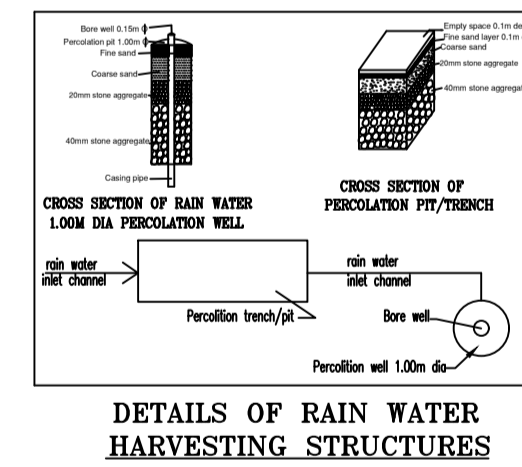 Bore well 0.15m ϕ
Percolation pit 1.00m ϕ
Fine sand
Coarse sand
20mm stone aggregate
40mm stone aggregate
Casing pipe
CROSS SECTION OF RAIN WATER
1.00M DIA PERCOLATION WELL
Empty space 0.1m de
Fine sand layer 0.1m
Coarse sand
20mm stone aggregate
40mm stone aggregat
CROSS SECTION OF
PERCOLATION PIT/TRENCH
rain water
inlet channel
Percolition trench/pit
rain water
inlet channel
Bore well
Percolition well 1.00m dia
DETAILS OF RAIN WATER
HARVESTING STRUCTURES